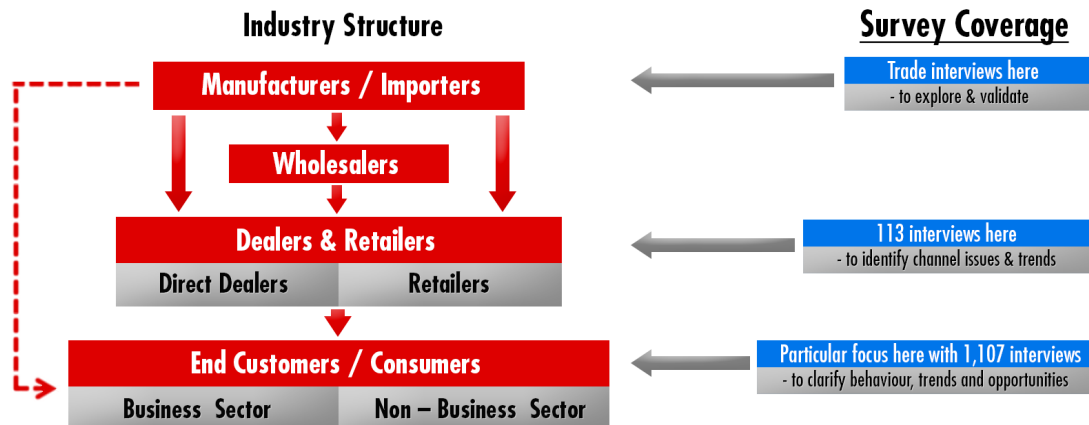 Industry Structure
Survey Coverage
Manufacturers / Importers
Trade interviews here
- to explore & validate
Wholesalers
Dealers & Retailers
Direct Dealers
Retailers
113 interviews here
- to identify channel issues & trends
End Customers / Consumers
Business Sector
Non – Business Sector
Particular focus here with 1,107 interviews
- to clarify behaviour, trends and opportunities